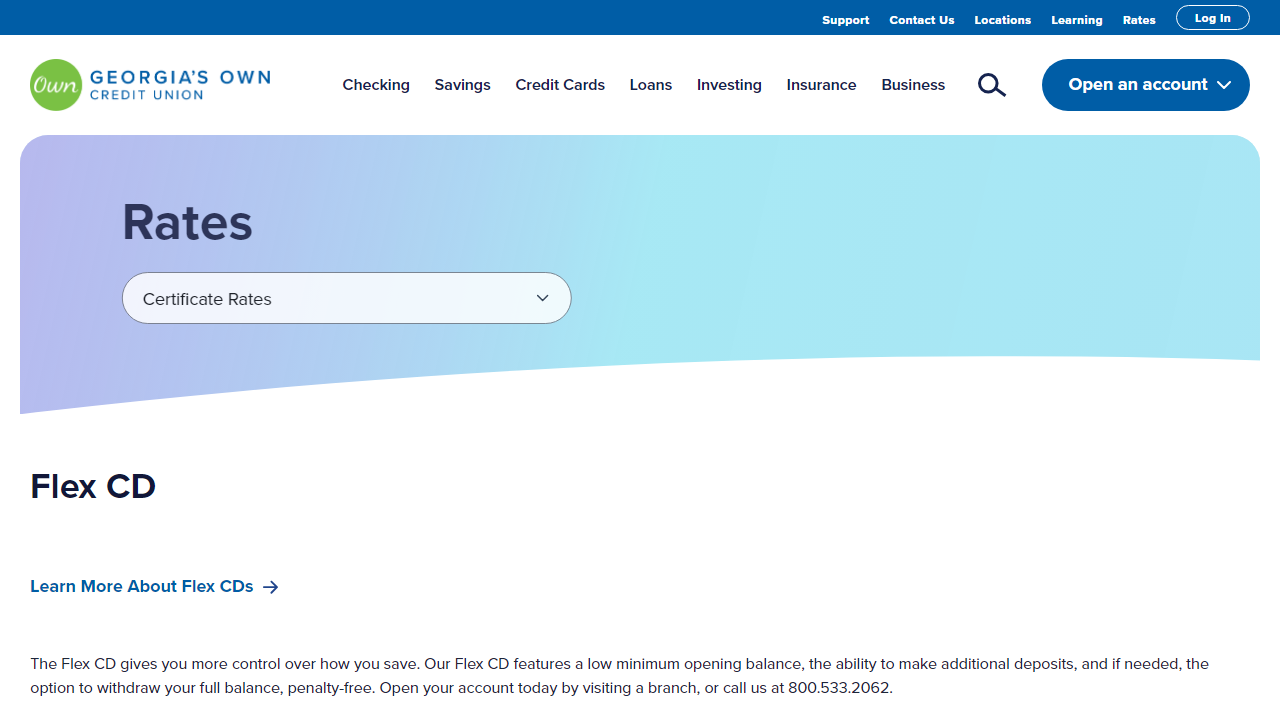 Support Contact Us Locations Learning Rates Log In
Own GEORGIA'S OWN
CREDIT UNION
Checking Savings Credit Cards Loans Investing Insurance Business Open an account
Rates
Certificate Rates
Flex CD
Learn More About Flex CDs
The Flex CD gives you more control over how you save. Our Flex CD features a low minimum opening balance, the ability to make additional deposits, and if needed, the
option to withdraw your full balance, penalty-free. Open your account today by visiting a branch, or call us at 800.533.2062.